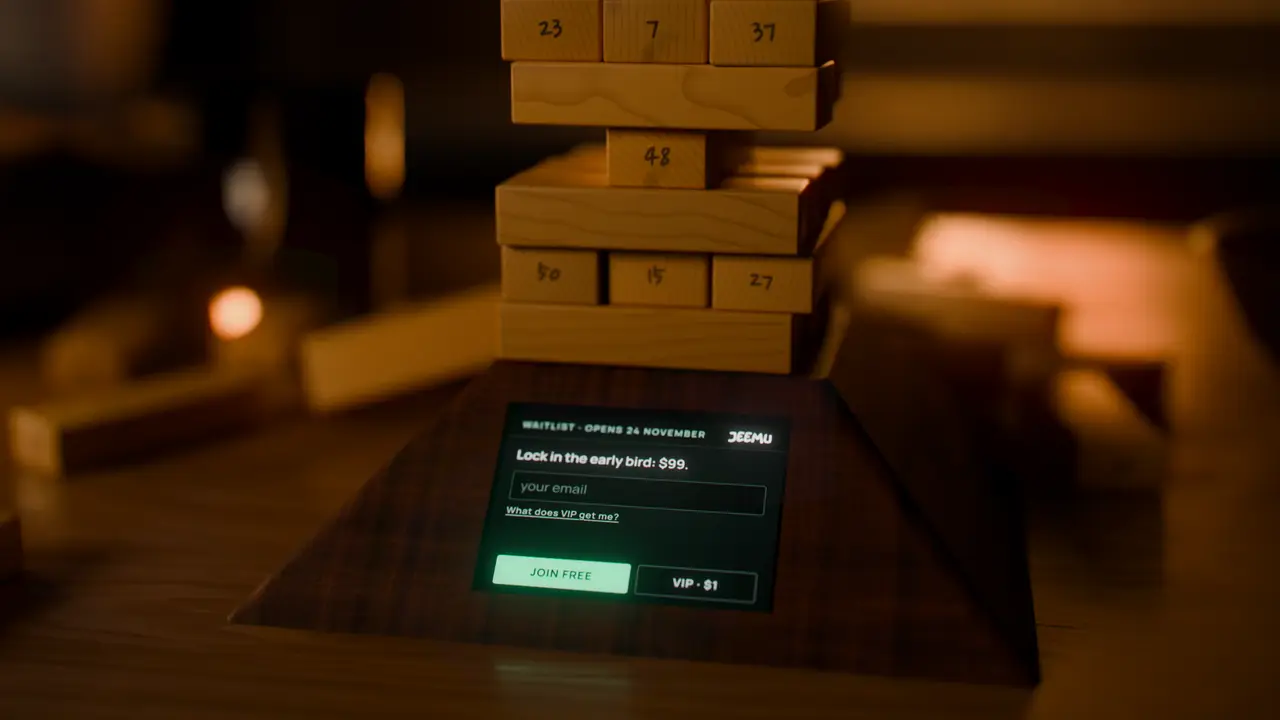 23 7 37
48
50 15 27
WAITLIST · OPENS 24 NOVEMBER JEEMU
Lock in the early bird: $99.
your email
What does VIP get me?
JOIN FREE VIP · $1